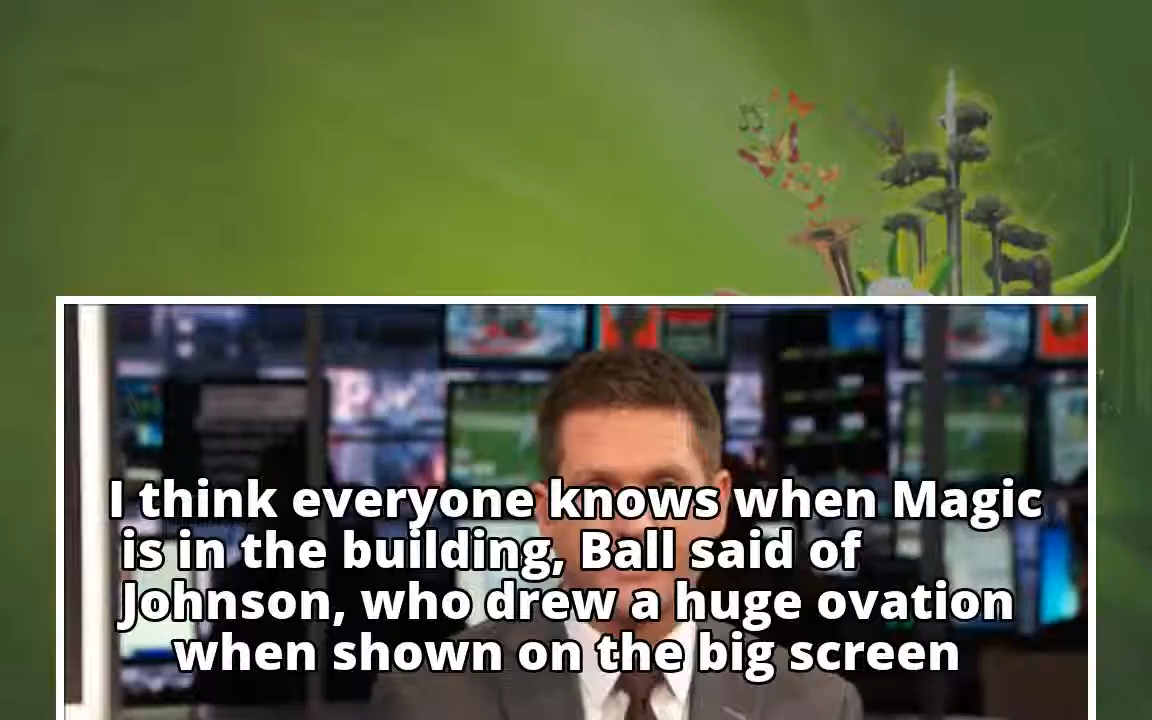 I think everyone knows when Magic
is in the building, Ball said of
Johnson, who drew a huge ovation
when shown on the big screen